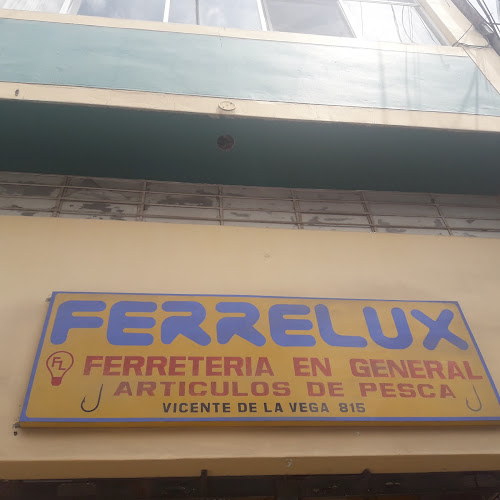 FERRELUX
FL
FERRETERIA EN GENERAL
ARTICULOS DE PESCA
VICENTE DE LA VEGA 815